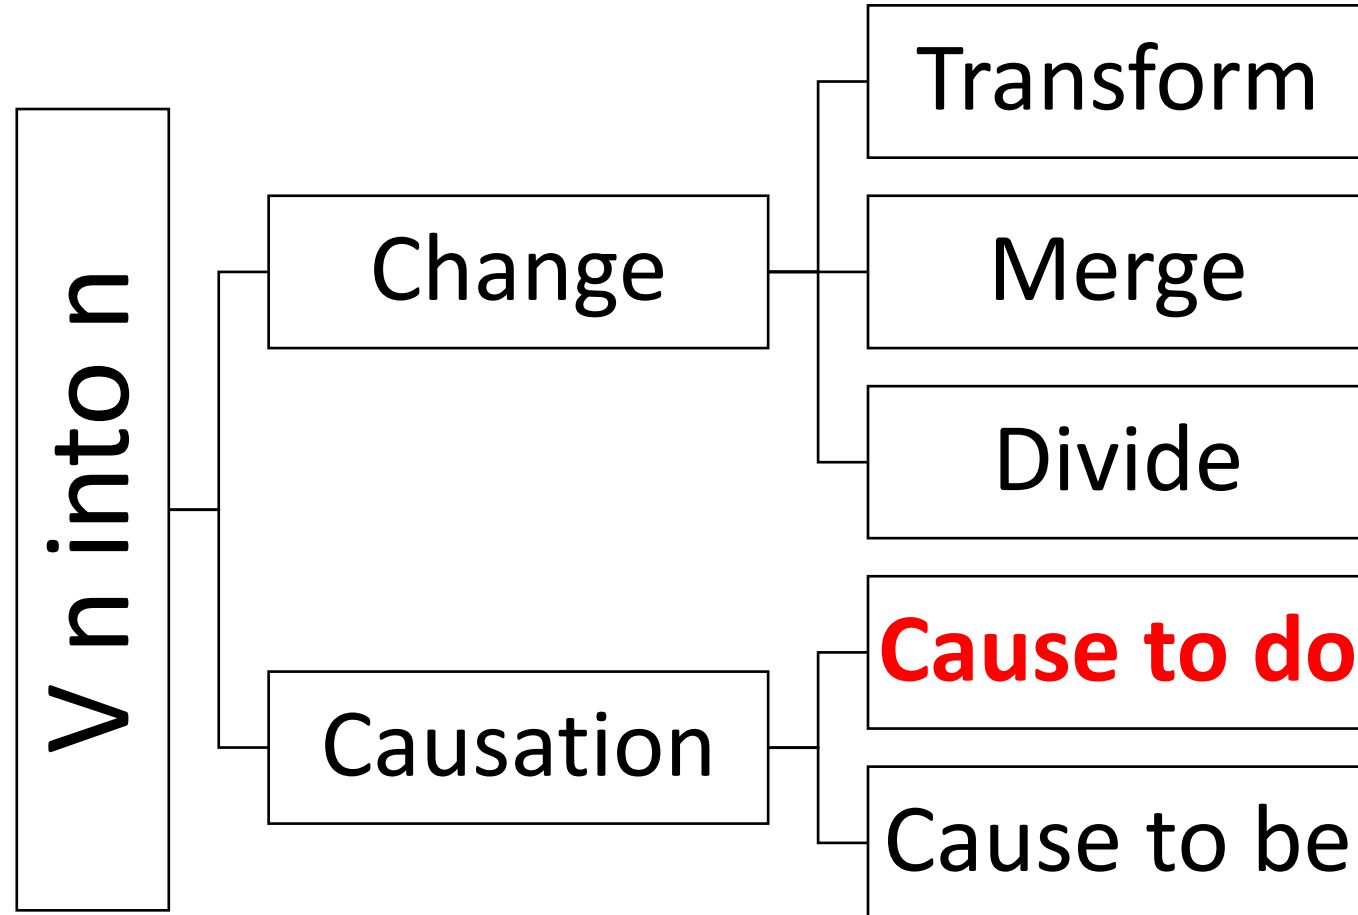 V n into n
Change
Transform
Merge
Divide
Causation
Cause to do
Cause to be